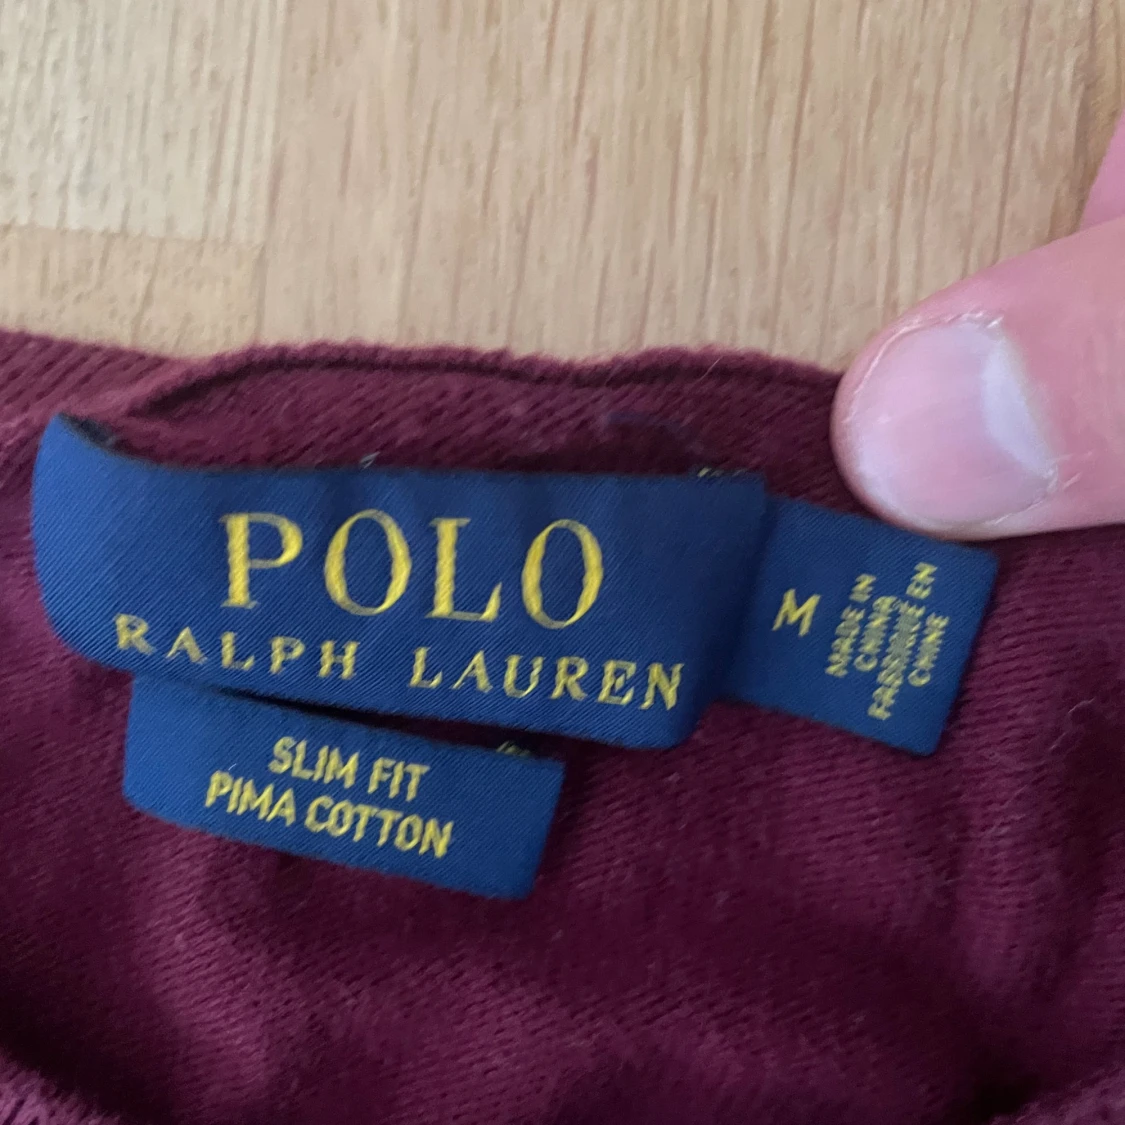 POLO
RALPH LAUREN
SLIM FIT
PIMA COTTON
M
MADE IN
CHINA
FABRIQUÉ EN
CHINE